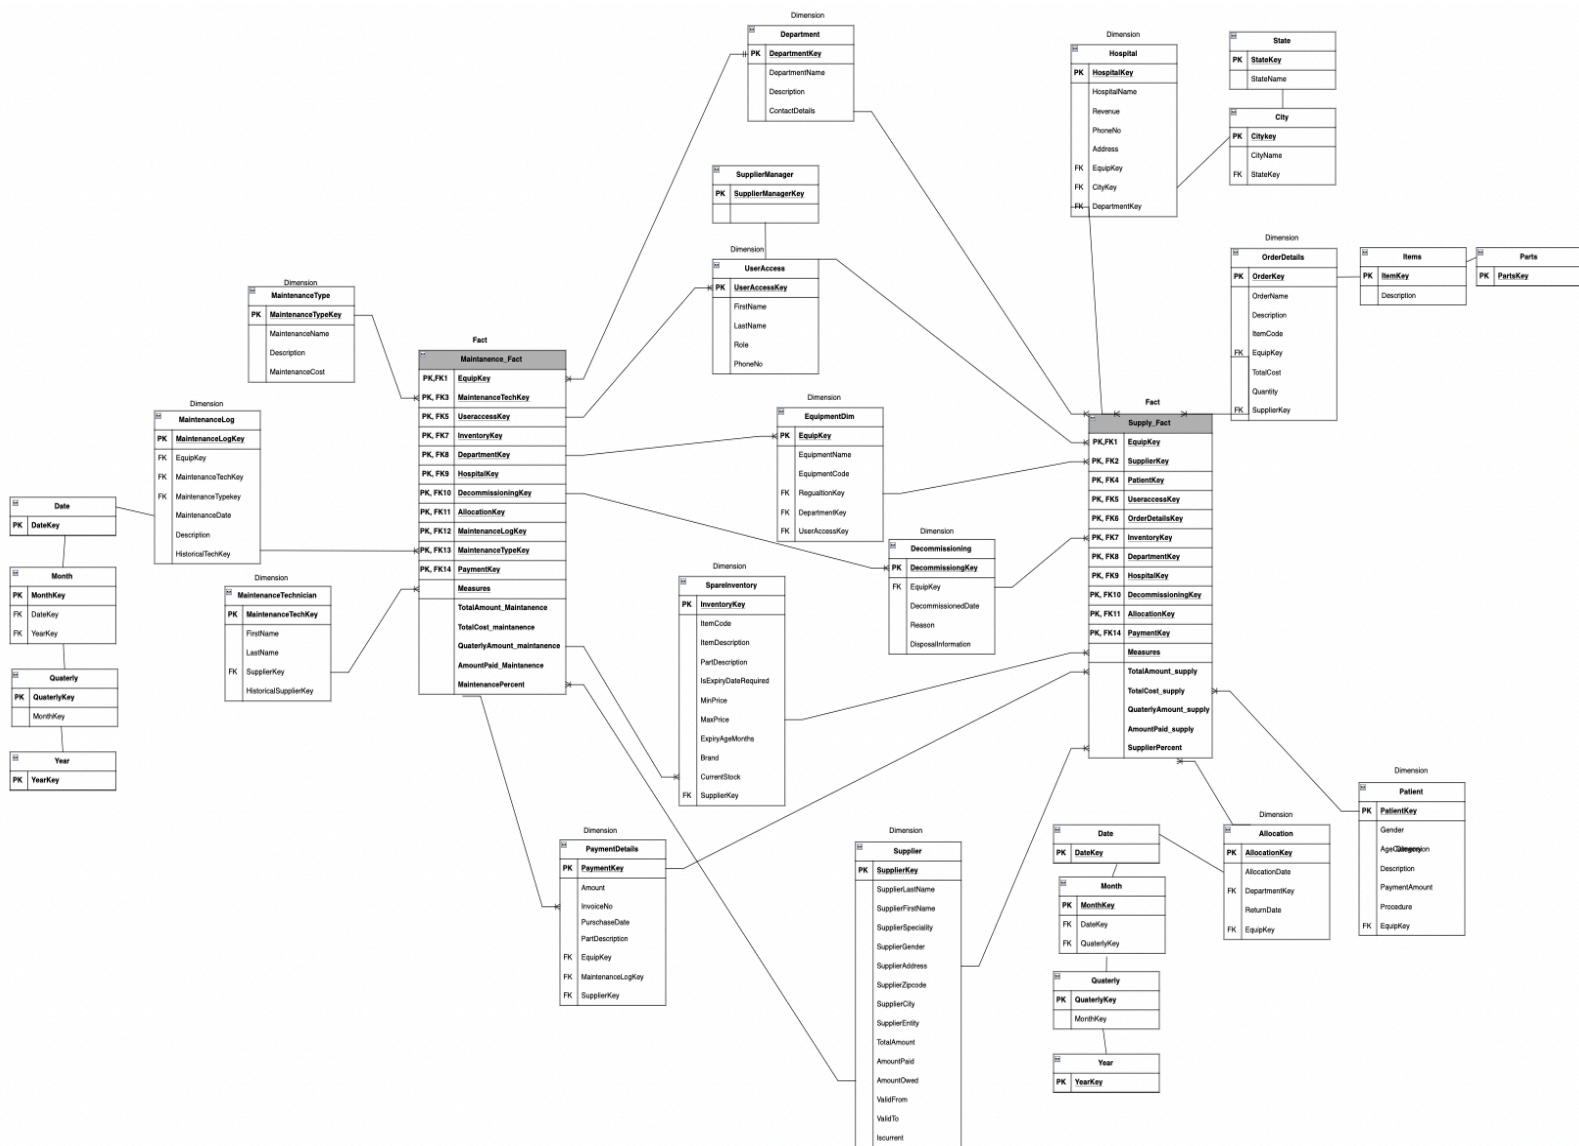 Dimension
Department
PK DepartmentKey
DepartmentName
Description
ContactDetails
Dimension
Hospital
PK HospitalKey
HospitalName
Revenue
PhoneNo
Address
FK EquipKey
FK CityKey
FK DepartmentKey
State
PK StateKey
StateName
City
PK Citykey
CityName
FK StateKey
SupplierManager
PK SupplierManagerKey
Dimension
UserAccess
PK UserAccessKey
FirstName
LastName
Role
PhoneNo
Dimension
OrderDetails
PK OrderKey
OrderName
Description
ItemCode
FK EquipKey
TotalCost
Quantity
FK SupplierKey
Items
PK ItemKey
Description
Parts
PK PartsKey
Dimension
MaintenanceType
PK MaintenanceTypeKey
MaintenanceName
Description
MaintenanceCost
Fact
Maintanence_Fact
PK,FK1 EquipKey
PK, FK3 MaintenanceTechKey
PK, FK5 UseraccessKey
PK, FK7 InventoryKey
PK, FK8 DepartmentKey
PK, FK9 HospitalKey
PK, FK10 DecommissioningKey
PK, FK11 AllocationKey
PK, FK12 MaintenanceLogKey
PK, FK13 MaintenanceTypeKey
PK, FK14 PaymentKey
Measures
TotalAmount_Maintanence
TotalCost_maintanence
QuaterlyAmount_maintanence
AmountPaid_Maintanence
MaintenancePercent
Dimension
MaintenanceLog
PK MaintenanceLogKey
FK EquipKey
FK MaintenanceTechKey
FK MaintenanceTypekey
MaintenanceDate
Description
HistoricalTechKey
Date
PK DateKey
Month
PK MonthKey
FK DateKey
FK YearKey
Quaterly
PK QuaterlyKey
MonthKey
Year
PK YearKey
Dimension
MaintenanceTechnician
PK MaintenanceTechKey
FirstName
LastName
FK SupplierKey
HistoricalSupplierKey
Dimension
EquipmentDim
PK EquipKey
EquipmentName
EquipmentCode
FK RegualtionKey
FK DepartmentKey
FK UserAccessKey
Dimension
Decommissioning
PK DecommissiongKey
FK EquipKey
DecommissionedDate
Reason
DisposalInformation
Dimension
SpareInventory
PK InventoryKey
ItemCode
ItemDescription
PartDescription
IsExpiryDateRequired
MinPrice
MaxPrice
ExpiryAgeMonths
Brand
CurrentStock
FK SupplierKey
Fact
Supply_Fact
PK,FK1 EquipKey
PK, FK2 SupplierKey
PK, FK4 PatientKey
PK, FK5 UseraccessKey
PK, FK6 OrderDetailsKey
PK, FK7 InventoryKey
PK, FK8 DepartmentKey
PK, FK9 HospitalKey
PK, FK10 DecommissioningKey
PK, FK11 AllocationKey
PK, FK14 PaymentKey
Measures
TotalAmount_supply
TotalCost_supply
QuaterlyAmount_supply
AmountPaid_supply
SupplierPercent
Dimension
PaymentDetails
PK PaymentKey
Amount
InvoiceNo
PurschaseDate
PartDescription
FK EquipKey
FK MaintenanceLogKey
FK SupplierKey
Dimension
Supplier
PK SupplierKey
SupplierLastName
SupplierFirstName
SupplierSpeciality
SupplierGender
SupplierAddress
SupplierZipcode
SupplierCity
SupplierEntity
TotalAmount
AmountPaid
AmountOwed
ValidFrom
ValidTo
Iscurrent
Date
PK DateKey
Month
PK MonthKey
FK DateKey
FK QuaterlyKey
Quaterly
PK QuaterlyKey
MonthKey
Year
PK YearKey
Dimension
Allocation
PK AllocationKey
AllocationDate
FK DepartmentKey
ReturnDate
FK EquipKey
Dimension
Patient
PK PatientKey
Gender
Description
PaymentAmount
Procedure
FK EquipKey